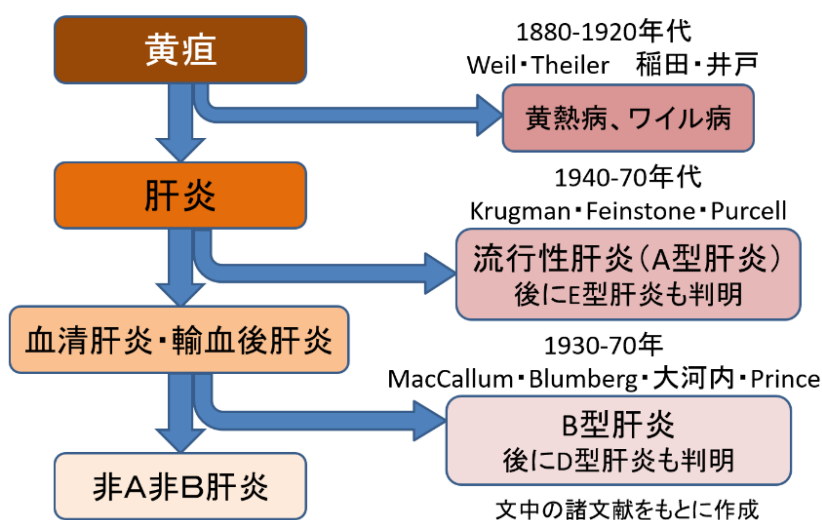 黄疸
1880-1920年代
Weil・Theiler　稲田・井戸
黄熱病、ワイル病
肝炎
1940-70年代
Krugman・Feinstone・Purcell
流行性肝炎(A型肝炎)
後にE型肝炎も判明
血清肝炎・輸血後肝炎
1930-70年
MacCallum・Blumberg・大河内・Prince
B型肝炎
後にD型肝炎も判明
非A非B肝炎
文中の諸文献をもとに作成